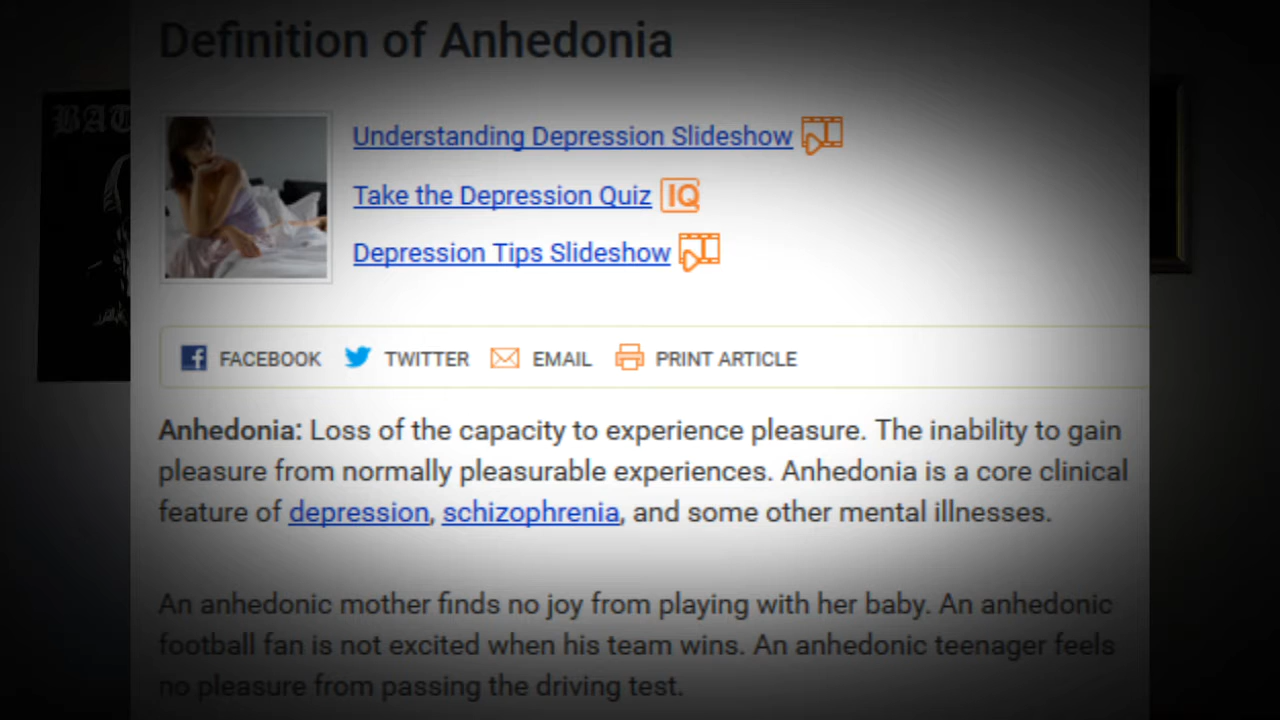 Definition of Anhedonia
BAT
Understanding Depression Slideshow
Take the Depression Quiz IQ
Depression Tips Slideshow
FACEBOOK TWITTER EMAIL PRINT ARTICLE
Anhedonia: Loss of the capacity to experience pleasure. The inability to gain
pleasure from normally pleasurable experiences. Anhedonia is a core clinical
feature of depression, schizophrenia, and some other mental illnesses.
An anhedonic mother finds no joy from playing with her baby. An anhedonic
football fan is not excited when his team wins. An anhedonic teenager feels
no pleasure from passing the driving test.